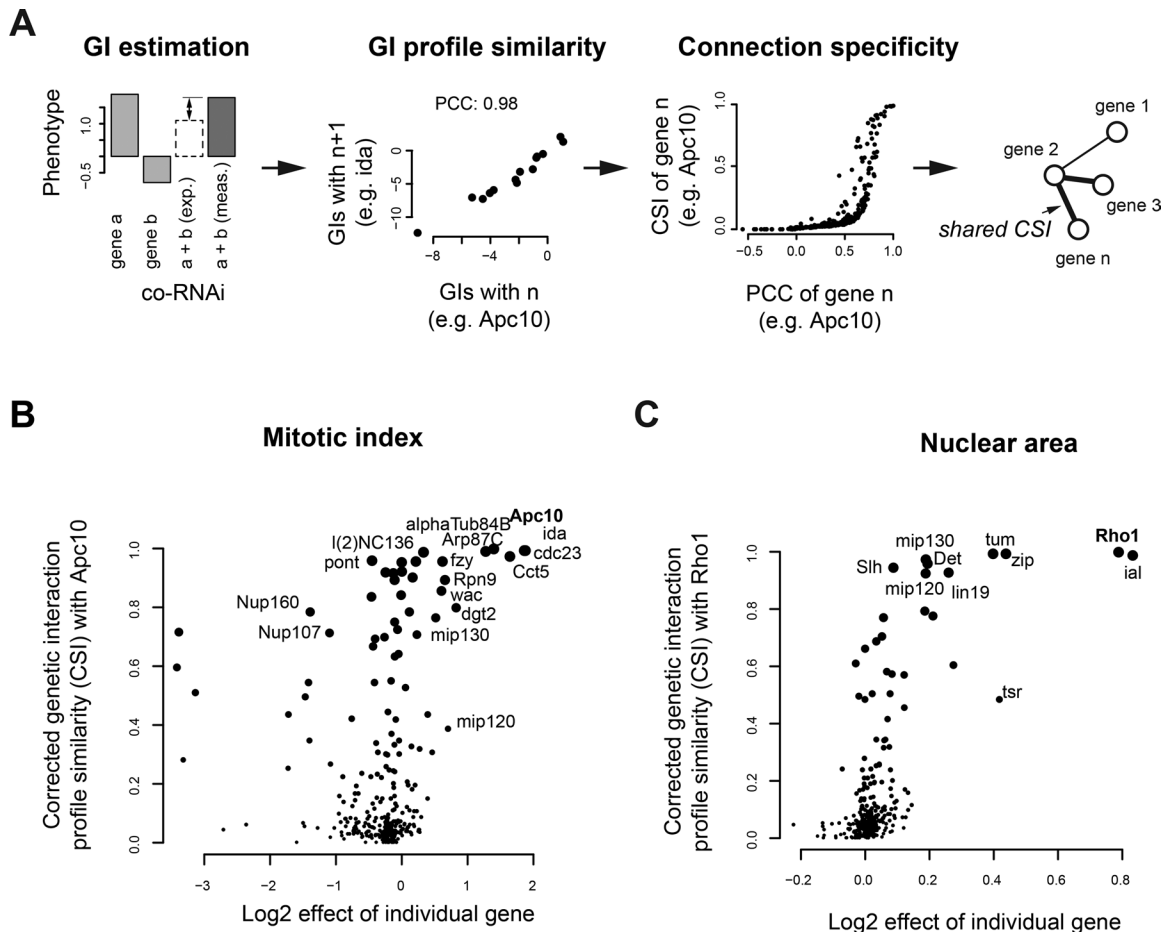 A
GI estimation
GI profile similarity
Connection specificity
Phenotype
1.0
−0.5
gene a
gene b
a + b (exp.)
a + b (meas.)
co-RNAi
PCC: 0.98
GIs with n+1
(e.g. ida)
0
−5
−10
−8
−4
0
GIs with n
(e.g. Apc10)
CSI of gene n
(e.g. Apc10)
1.0
0.5
0.0
−0.5
0.0
0.5
1.0
PCC of gene n
(e.g. Apc10)
gene 1
gene 2
gene 3
shared CSI
gene n
B
Mitotic index
Corrected genetic interaction
profile similarity (CSI) with Apc10
1.0
0.8
0.6
0.4
0.2
0.0
Apc10
alphaTub84B
ida
Arp87C
l(2)NC136
cdc23
fzy
pont
Cct5
Rpn9
wac
Nup160
dgt2
Nup107
mip130
mip120
−3
−2
−1
0
1
2
Log2 effect of individual gene
C
Nuclear area
Corrected genetic interaction
profile similarity (CSI) with Rho1
1.0
0.8
0.6
0.4
0.2
0.0
mip130
tum
Rho1
Det
zip
Slh
ial
mip120
lin19
tsr
−0.2
0.0
0.2
0.4
0.6
0.8
Log2 effect of individual gene